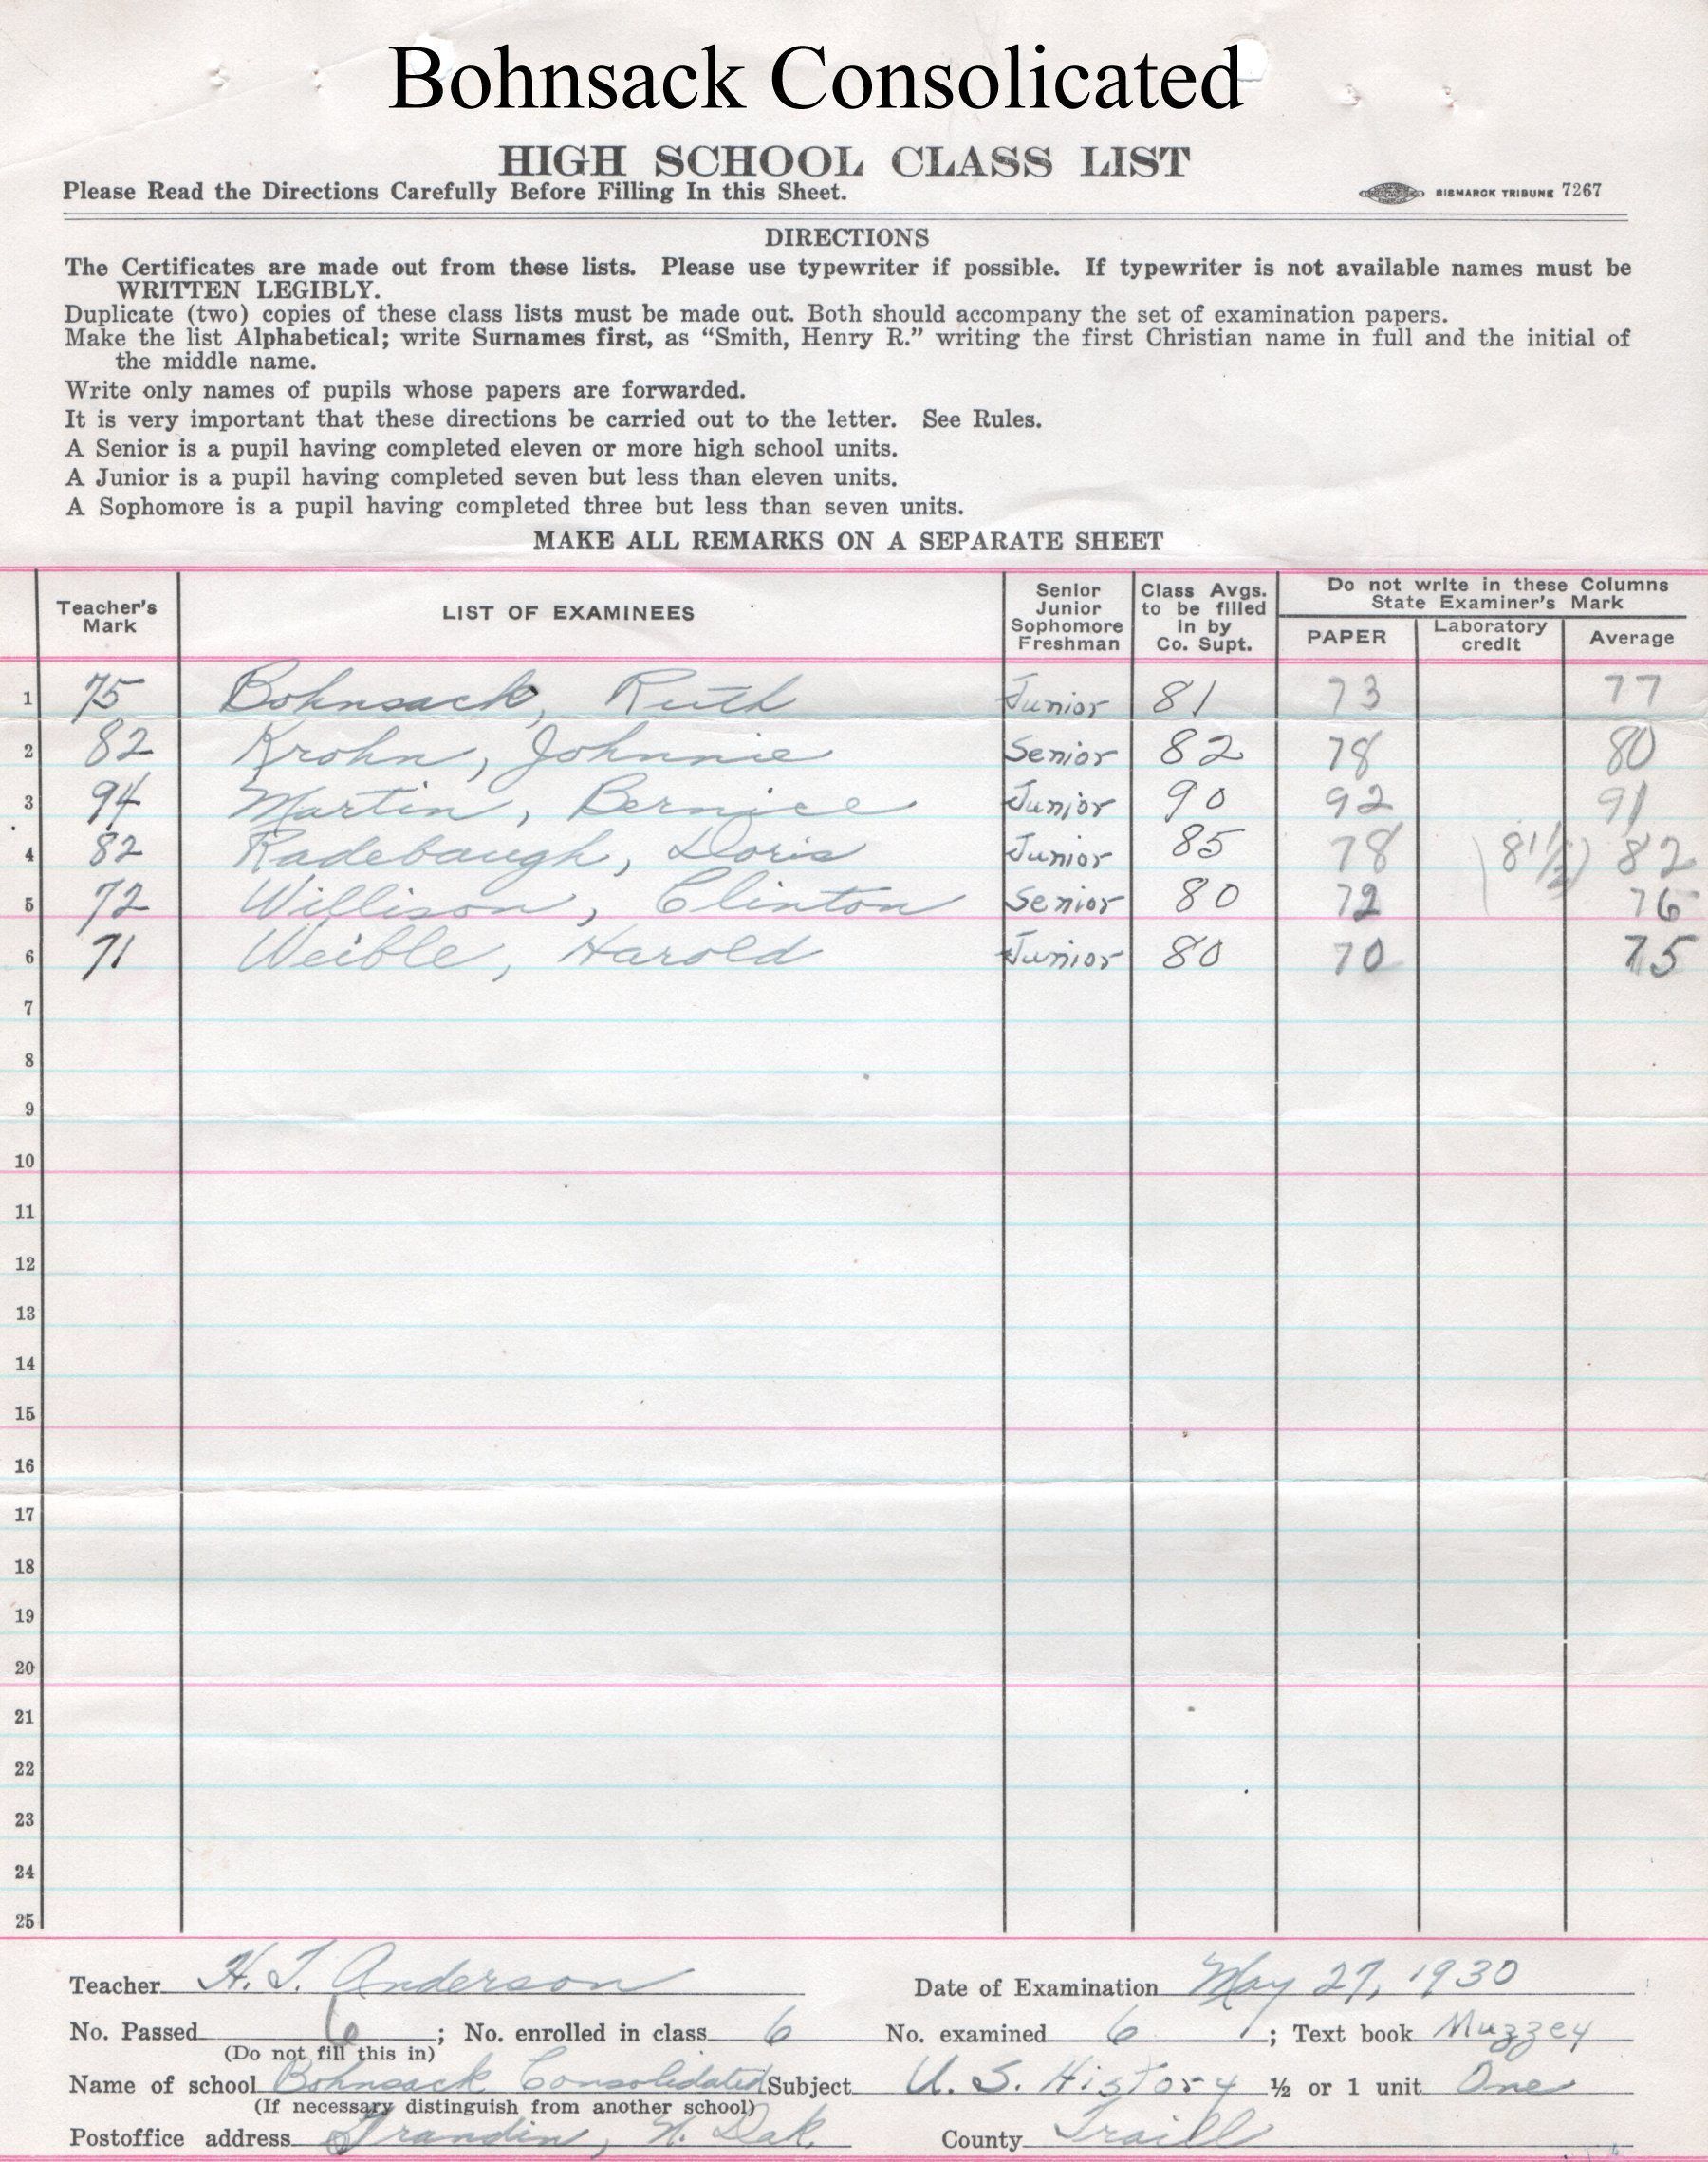 Bohnsack Consolicated
HIGH SCHOOL CLASS LIST
Please Read the Directions Carefully Before Filling In this Sheet. BISMARCK TRIBUNE 7267
DIRECTIONS
The Certificates are made out from these lists. Please use typewriter if possible. If typewriter is not available names must be
WRITTEN LEGIBLY.
Duplicate (two) copies of these class lists must be made out. Both should accompany the set of examination papers.
Make the list Alphabetical; write Surnames first, as “Smith, Henry R.” writing the first Christian name in full and the initial of
the middle name.
Write only names of pupils whose papers are forwarded.
It is very important that these directions be carried out to the letter. See Rules.
A Senior is a pupil having completed eleven or more high school units.
A Junior is a pupil having completed seven but less than eleven units.
A Sophomore is a pupil having completed three but less than seven units.
MAKE ALL REMARKS ON A SEPARATE SHEET
Teacher's Mark LIST OF EXAMINEES Senior Junior Sophomore Freshman Class Avgs. to be filled in by Co. Supt. Do not write in these Columns State Examiner's Mark PAPER Laboratory credit Average
1 75 Bohnsack, Ruth Junior 81 73 77
2 82 Krohn, Johnnie Senior 82 78 80
3 94 Martin, Bernice Junior 90 92 91
4 82 Radebaugh, Doris Junior 85 78 (81 1/2) 82
5 72 Willison, Clinton Senior 80 72 76
6 71 Weible, Harold Junior 80 70 75
7
8
9
10
11
12
13
14
15
16
17
18
19
20
21
22
23
24
25
Teacher H. T. Anderson Date of Examination May 27, 1930
No. Passed 6; No. enrolled in class 6 No. examined 6; Text book Muzzey
(Do not fill this in)
Name of school Bohnsack Consolidated Subject U. S. History ½ or 1 unit One
(If necessary distinguish from another school)
Postoffice address Grandin, N. Dak. County Traill